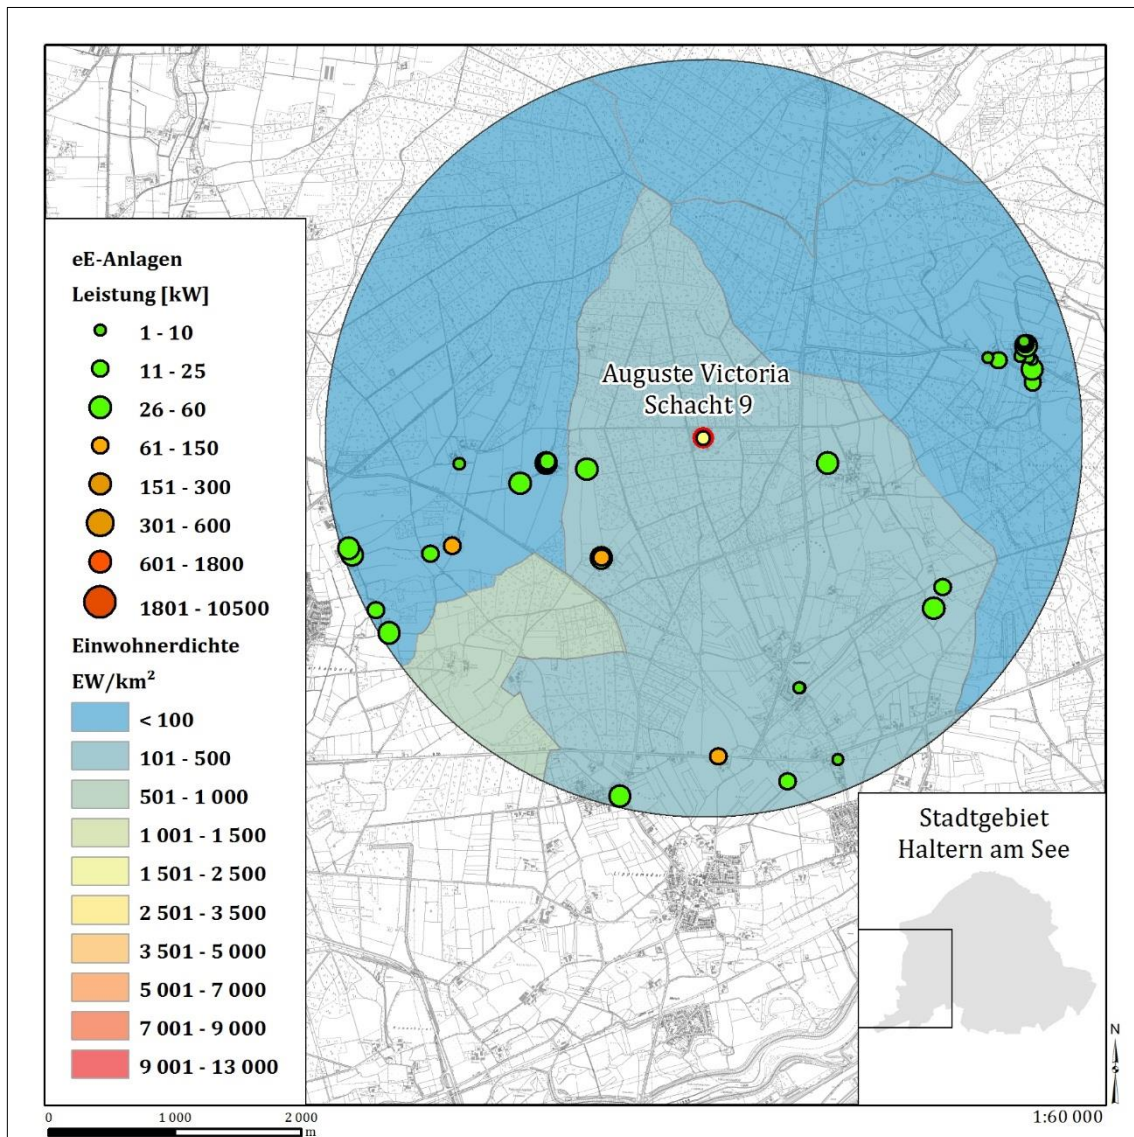 eE-Anlagen
Leistung [kW]
1 - 10
11 - 25
26 - 60
61 - 150
151 - 300
301 - 600
601 - 1800
1801 - 10500
Einwohnerdichte
EW/km²
< 100
101 - 500
501 - 1 000
1 001 - 1 500
1 501 - 2 500
2 501 - 3 500
3 501 - 5 000
5 001 - 7 000
7 001 - 9 000
9 001 - 13 000
Auguste Victoria
Schacht 9
Stadtgebiet
Haltern am See
N
0 1 000 2 000
m
1:60 000